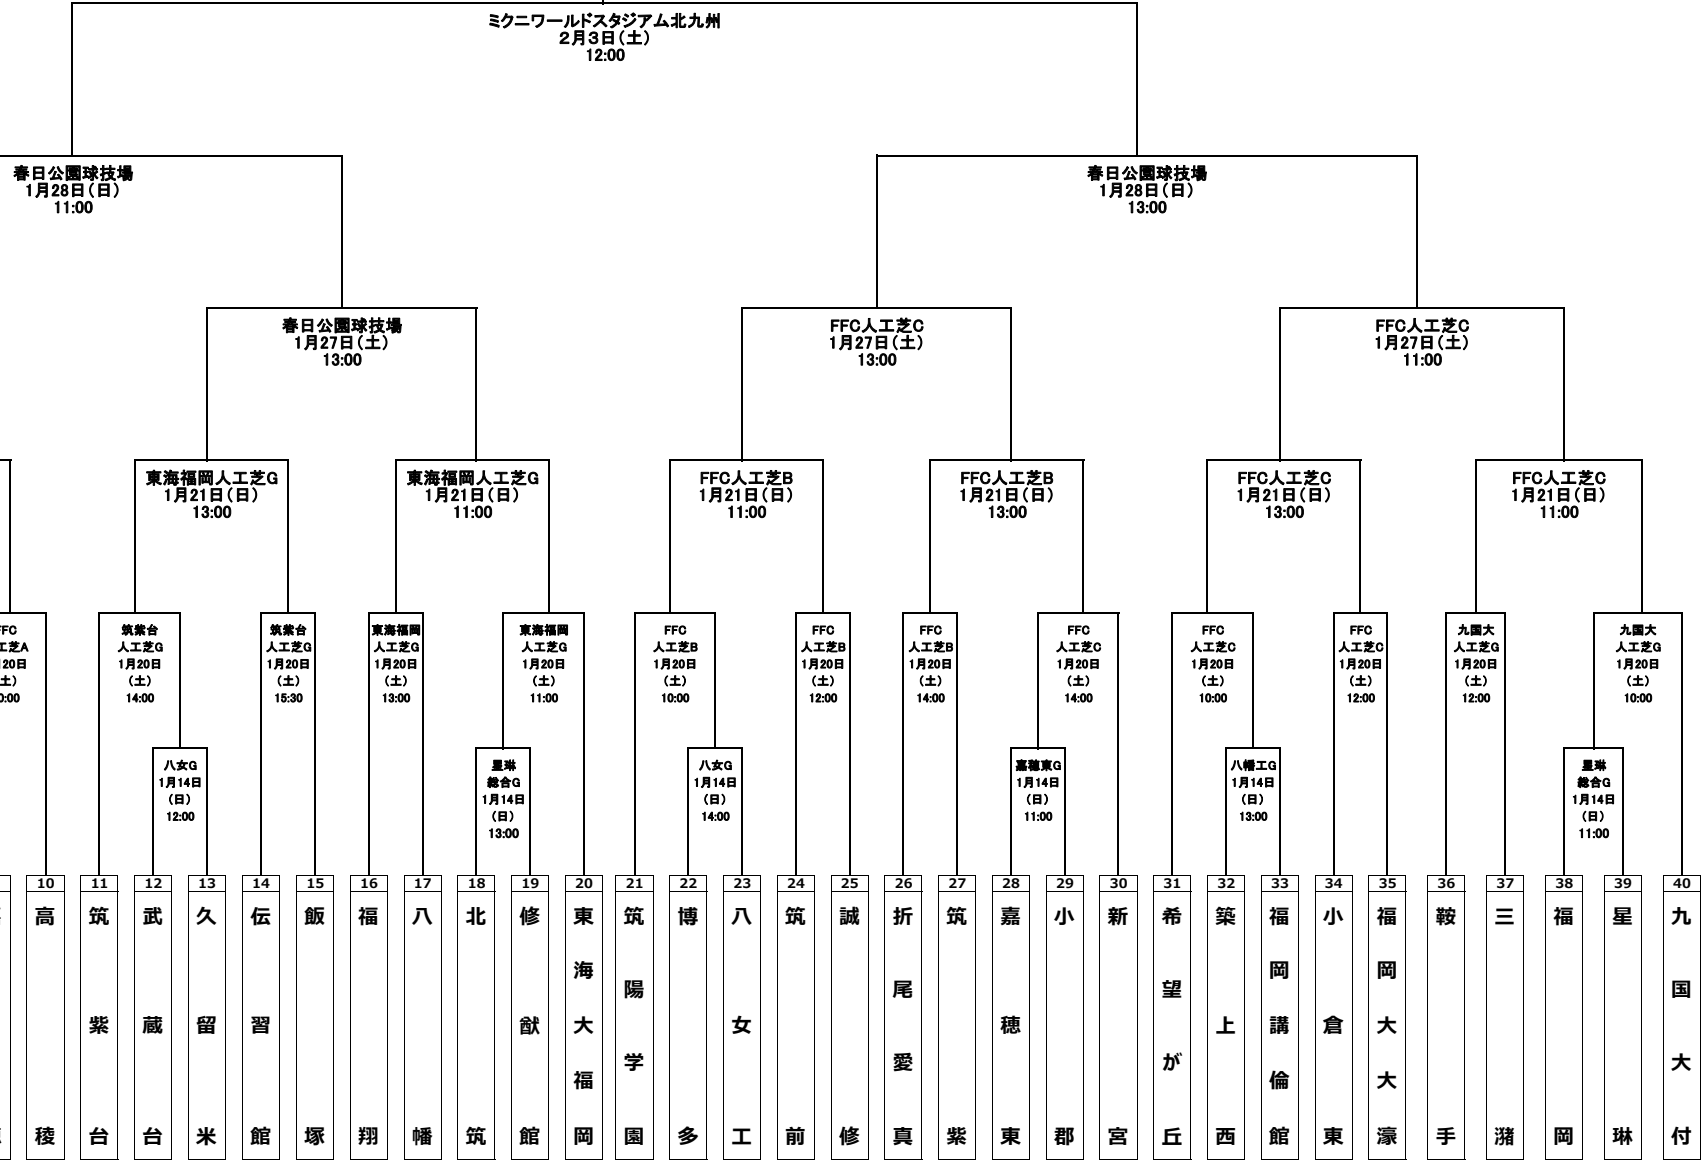 ミクニワールドスタジアム北九州
2月3日(土)
12:00
春日公園球技場
1月28日(日)
11:00
春日公園球技場
1月28日(日)
13:00
春日公園球技場
1月27日(土)
13:00
FFC人工芝C
1月27日(土)
13:00
FFC人工芝C
1月27日(土)
11:00
東海福岡人工芝G
1月21日(日)
13:00
東海福岡人工芝G
1月21日(日)
11:00
FFC人工芝B
1月21日(日)
11:00
FFC人工芝B
1月21日(日)
13:00
FFC人工芝C
1月21日(日)
13:00
FFC人工芝C
1月21日(日)
11:00
筑紫台
人工芝G
1月20日
(土)
14:00
筑紫台
人工芝G
1月20日
(土)
15:30
東海福岡
人工芝G
1月20日
(土)
13:00
東海福岡
人工芝G
1月20日
(土)
11:00
FFC
人工芝B
1月20日
(土)
10:00
FFC
人工芝B
1月20日
(土)
12:00
FFC
人工芝B
1月20日
(土)
14:00
FFC
人工芝C
1月20日
(土)
14:00
FFC
人工芝C
1月20日
(土)
10:00
FFC
人工芝C
1月20日
(土)
12:00
九国大
人工芝G
1月20日
(土)
12:00
九国大
人工芝G
1月20日
(土)
10:00
八女G
1月14日
(日)
12:00
星琳
総合G
1月14日
(日)
13:00
八女G
1月14日
(日)
14:00
嘉穂東G
1月14日
(日)
11:00
八幡工G
1月14日
(日)
13:00
星琳
総合G
1月14日
(日)
11:00
10
高稜
11
筑紫台
12
武蔵台
13
久留米
14
伝習館
15
飯塚
16
福翔
17
八幡
18
北筑
19
修猷館
20
東海大福岡
21
筑陽学園
22
博多
23
八女工
24
筑前
25
誠修
26
折尾愛真
27
筑紫
28
嘉穂東
29
小郡
30
新宮
31
希望が丘
32
築上西
33
福岡講倫館
34
小倉東
35
福岡大大濠
36
鞍手
37
三潴
38
福岡
39
星琳
40
九国大付